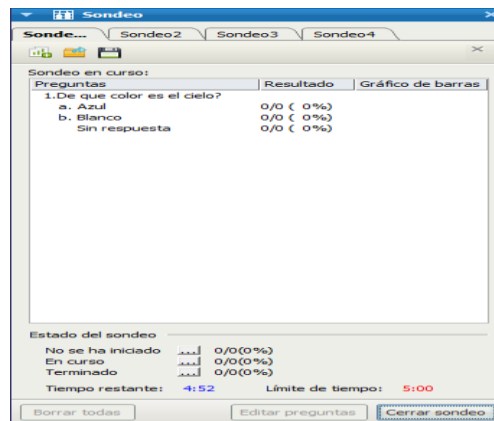 Sondeo
Sonde... Sondeo2 Sondeo3 Sondeo4
Sondeo en curso:
Preguntas Resultado Gráfico de barras
1.De que color es el cielo?
a. Azul 0/0 ( 0%)
b. Blanco 0/0 ( 0%)
Sin respuesta 0/0 ( 0%)
Estado del sondeo
No se ha iniciado ... 0/0(0%)
En curso ... 0/0(0%)
Terminado ... 0/0(0%)
Tiempo restante: 4:52 Límite de tiempo: 5:00
Borrar todas Editar preguntas Cerrar sondeo